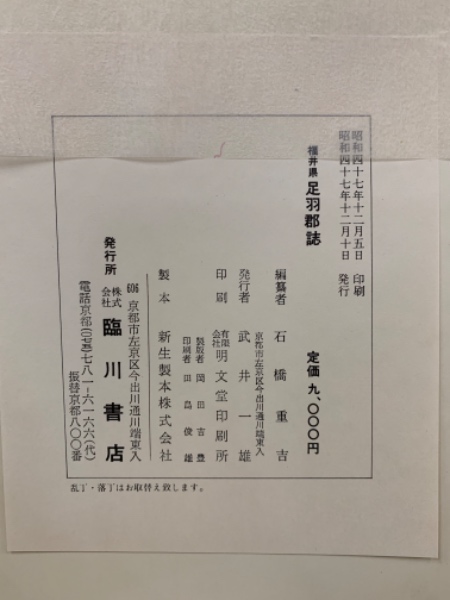 昭和四十七年十二月五日 印刷
昭和四十七年十二月十日 発行
福井県 足羽郡誌
定価 九、〇〇〇円
編纂者 石橋重吉
京都市左京区今出川通川端東入
発行者 武井一雄
印刷 有限会社 明文堂印刷所
製版者 岡田吉豊
印刷者 田島俊雄
製本 新生製本株式会社
発行所
606 京都市左京区今出川通川端東入
株式会社 臨川書店
電話京都(〇七五)七八一-六一六六(代)
振替京都八〇〇番
乱丁・落丁はお取替え致します。